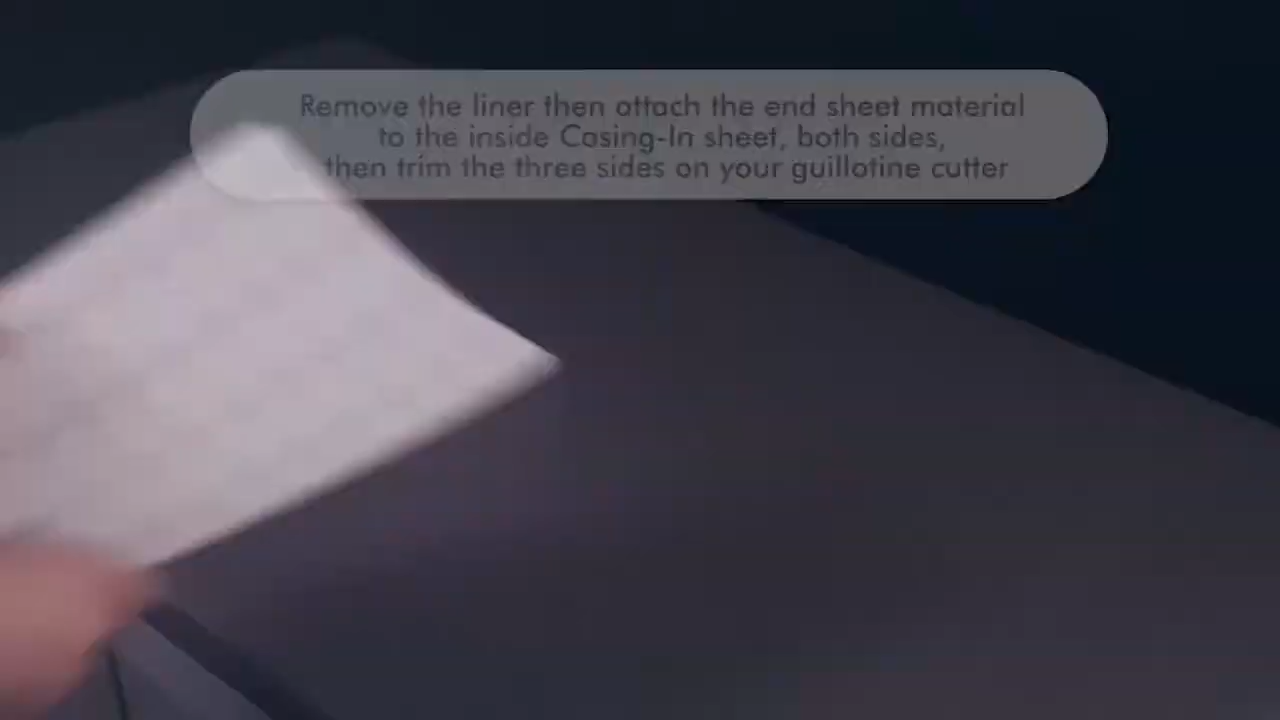 Remove the liner then attach the end sheet material
to the inside Casing-In sheet, both sides,
then trim the three sides on your guillotine cutter